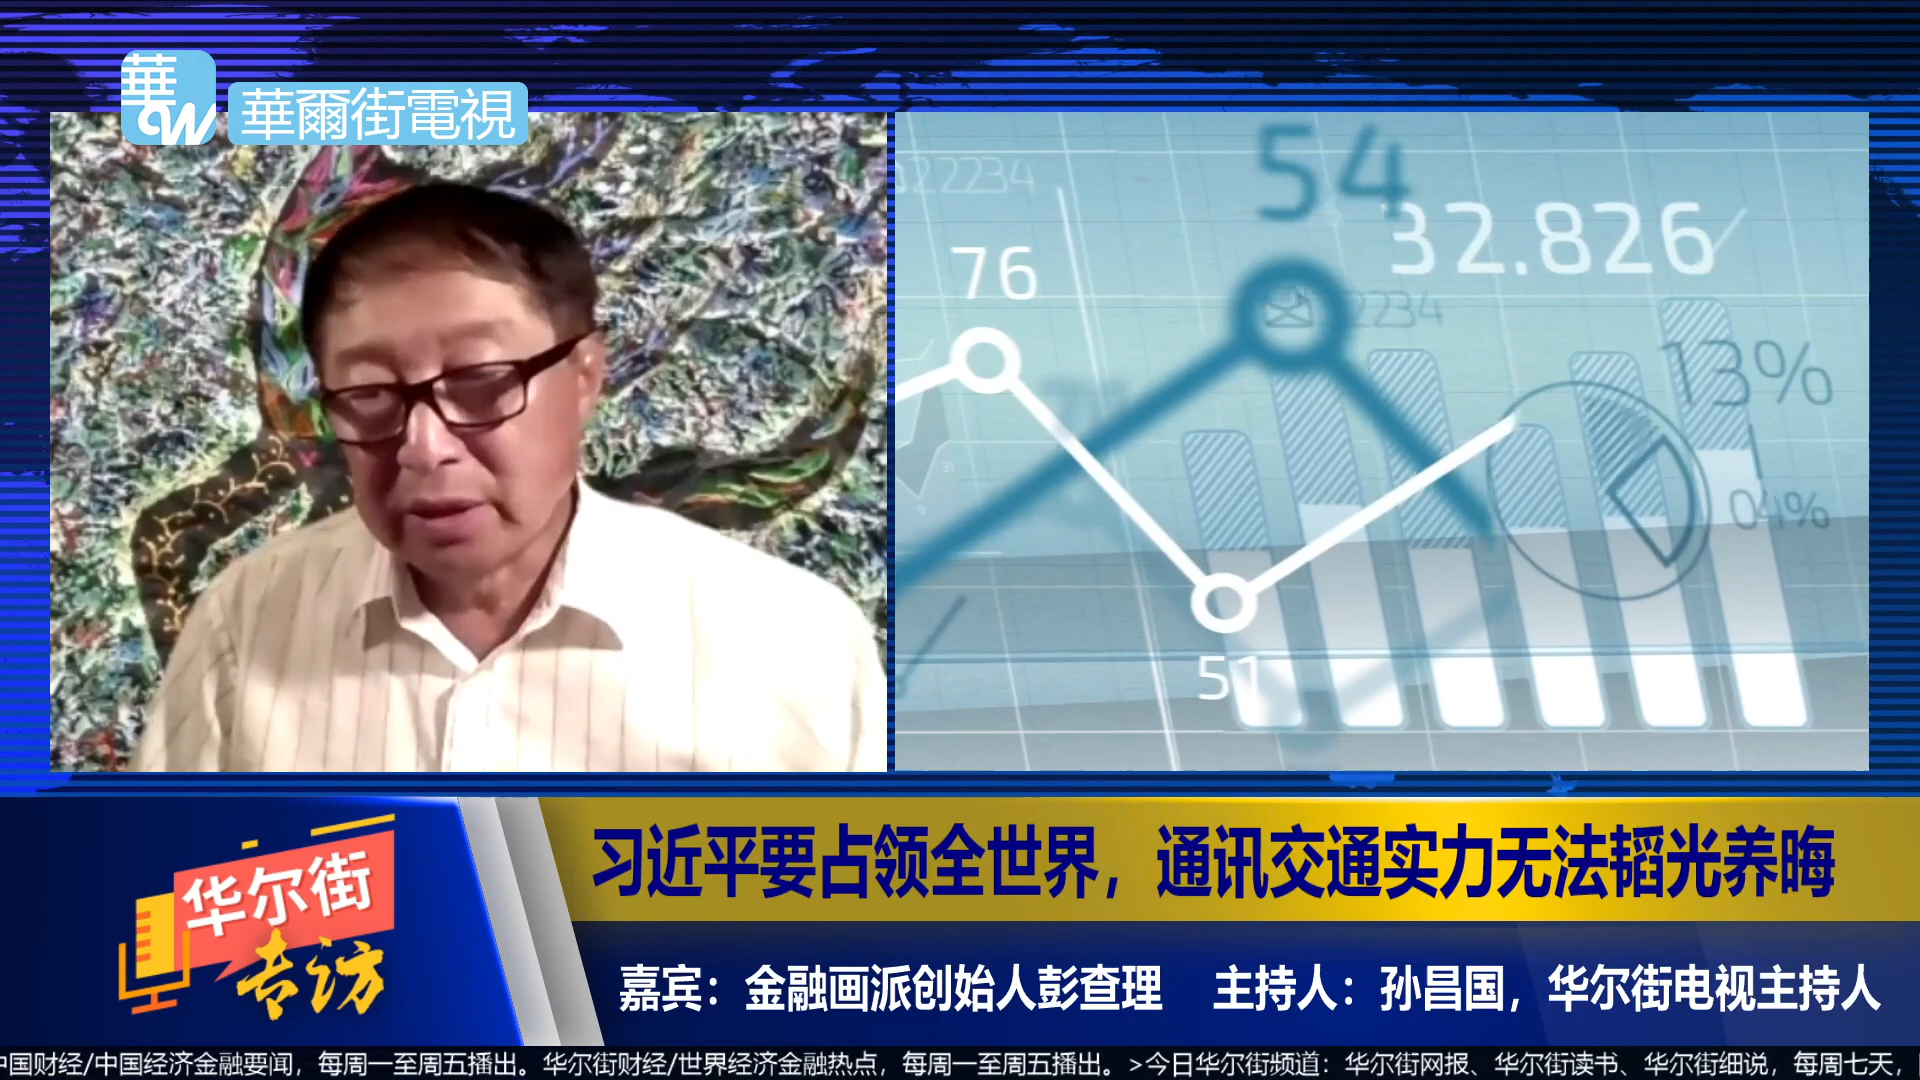 華
W
華爾街電視
022234
54
32.826
76
22234
13%
31
9
04%
51
习近平要占领全世界，通讯交通实力无法韬光养晦
华尔街
专访
嘉宾：金融画派创始人彭查理 主持人：孙昌国，华尔街电视主持人
中国财经/中国经济金融要闻，每周一至周五播出。华尔街财经/世界经济金融热点，每周一至周五播出。>今日华尔街频道：华尔街网报、华尔街读书、华尔街细说，每周七天，